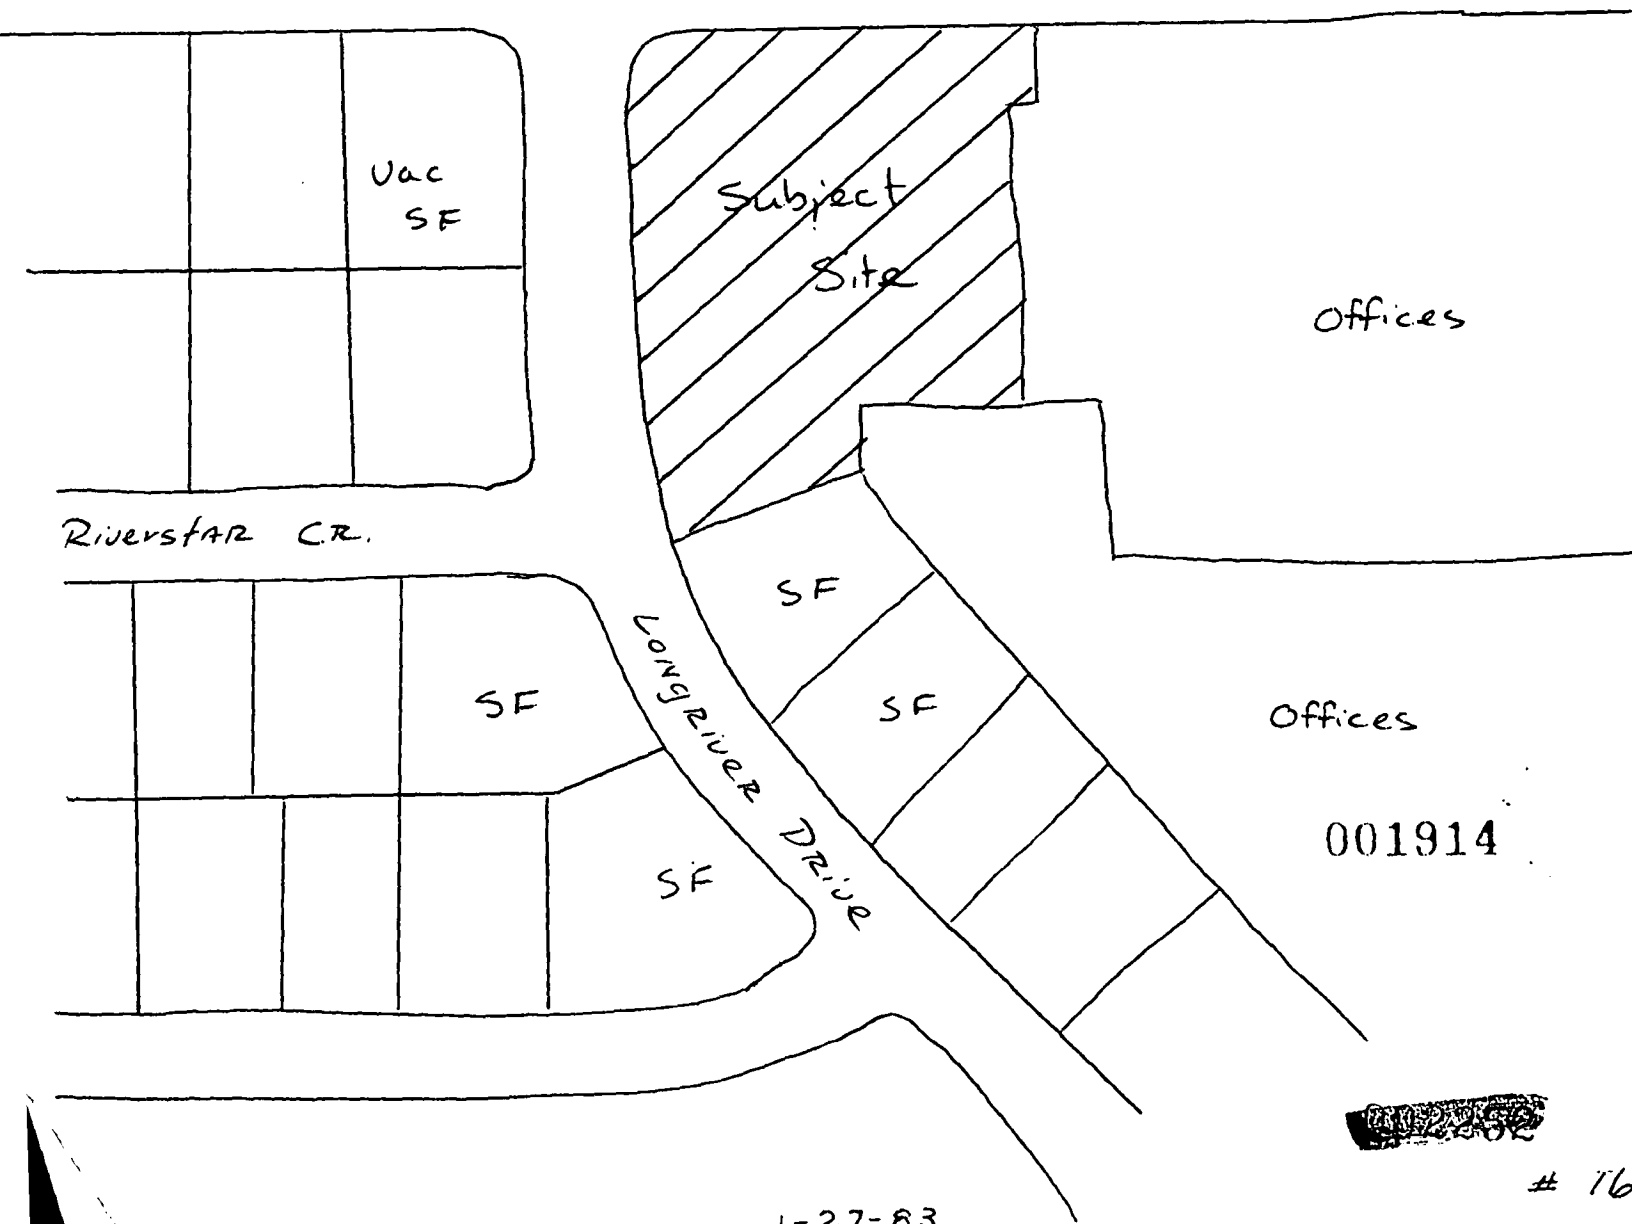 Vac
SF
Subject
Site
Offices
RiverstAR CR.
SF
SF
SF
SF
LONGRIVER DRIVE
Offices
001914
# 16
1-27-83